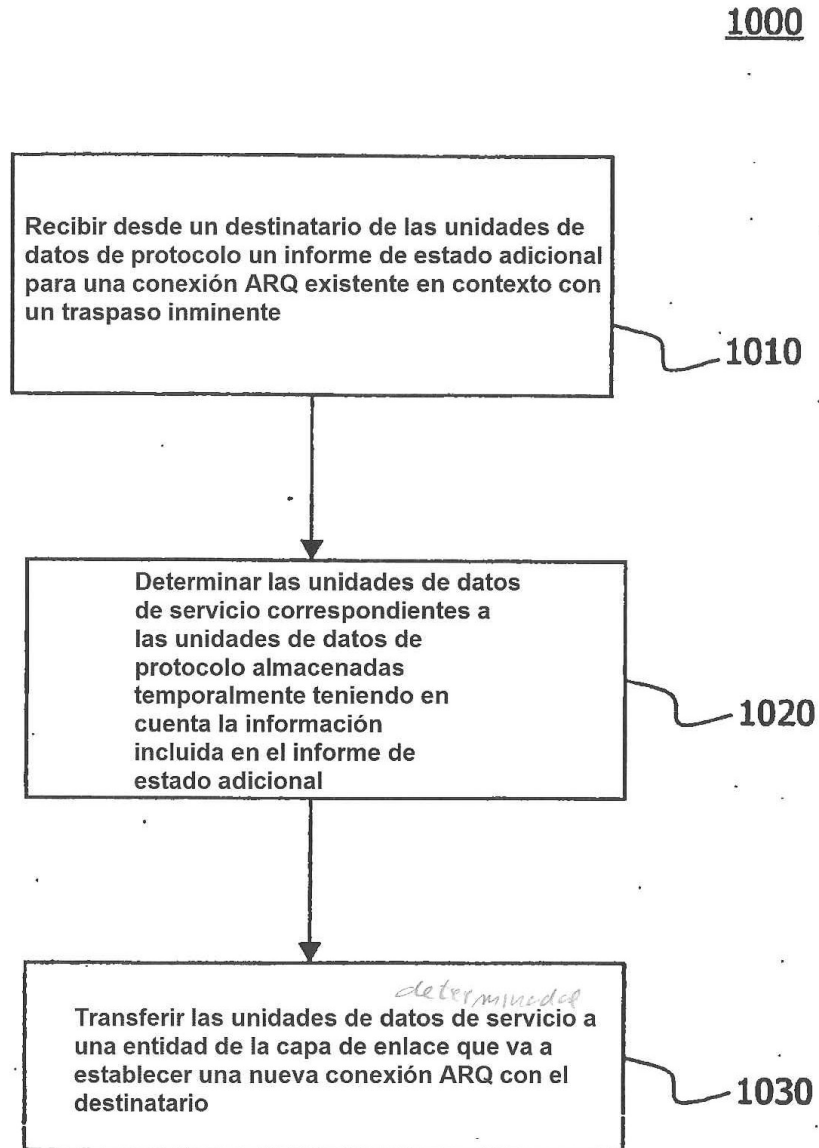 1000
Recibir desde un destinatario de las unidades de
datos de protocolo un informe de estado adicional
para una conexión ARQ existente en contexto con
un traspaso inminente
1010
Determinar las unidades de datos
de servicio correspondientes a
las unidades de datos de
protocolo almacenadas
temporalmente teniendo en
cuenta la información
incluida en el informe de
estado adicional
1020
Transferir las unidades de datos de servicio a
una entidad de la capa de enlace que va a
establecer una nueva conexión ARQ con el
destinatario
1030